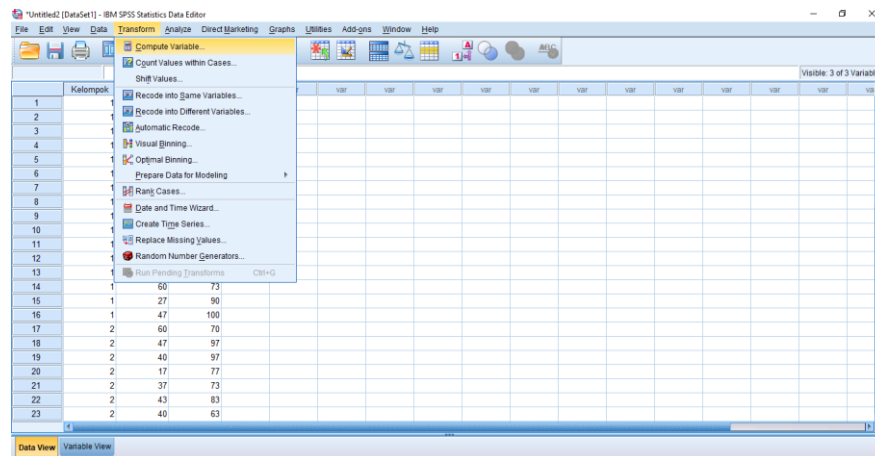 *Untitled2 [DataSet1] - IBM SPSS Statistics Data Editor
File Edit View Data Transform Analyze Direct Marketing Graphs Utilities Add-ons Window Help
Visible: 3 of 3 Variabl
Compute Variable...
Count Values within Cases...
Shift Values...
Recode into Same Variables...
Recode into Different Variables...
Automatic Recode...
Visual Binning...
Optimal Binning...
Prepare Data for Modeling
Rank Cases...
Date and Time Wizard...
Create Time Series...
Replace Missing Values...
Random Number Generators...
Run Pending Transforms Ctrl+G
Kelompok var var var var var var var var var va
1 1
2 1
3 1
4 1
5 1
6 1
7 1
8 1
9 1
10 1
11 1
12 1
13 1
14 1 60 73
15 1 27 90
16 1 47 100
17 2 60 70
18 2 47 97
19 2 40 97
20 2 17 77
21 2 37 73
22 2 43 83
23 2 40 63
Data View Variable View